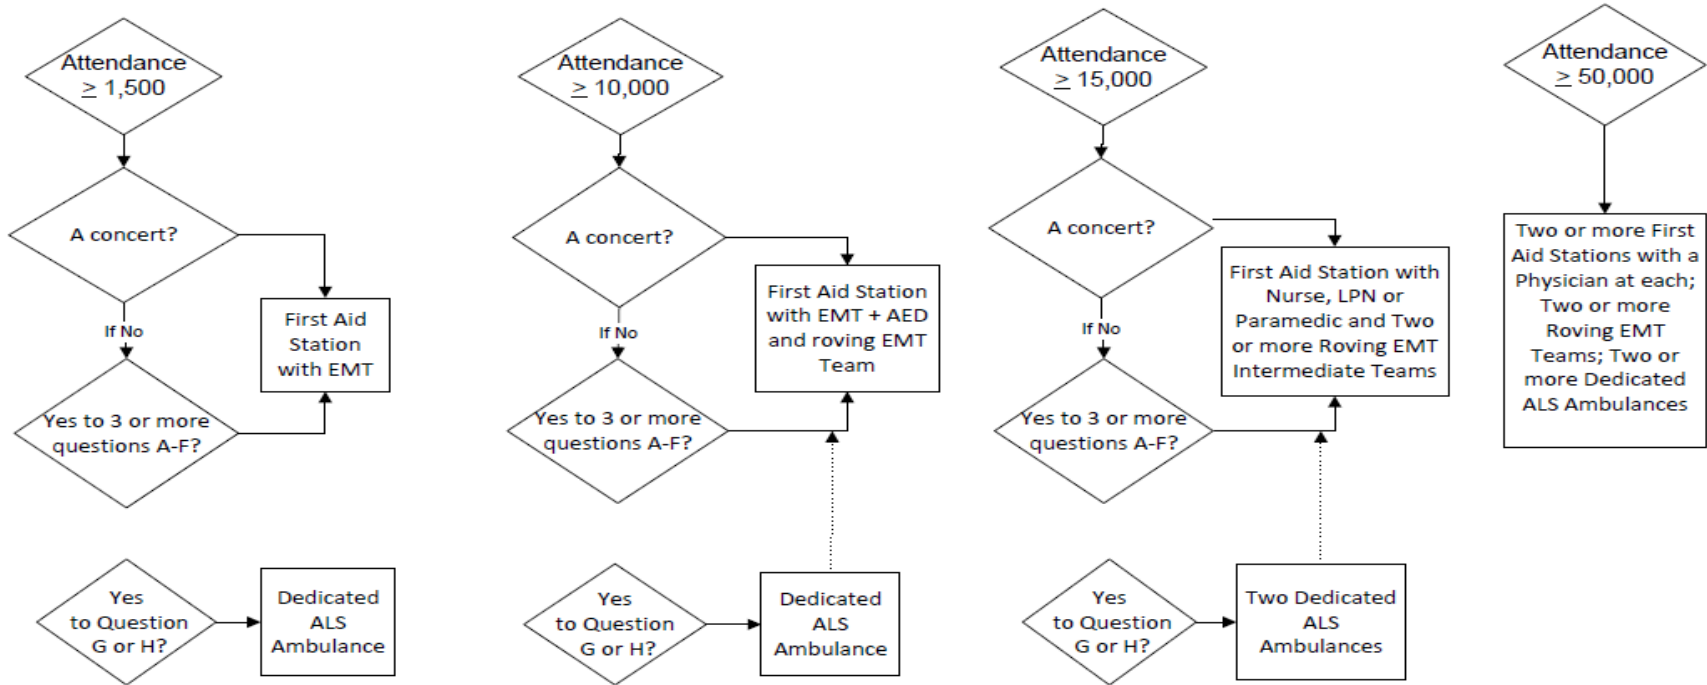 Attendance
≥ 1,500
A concert?
If No
First Aid
Station
with EMT
Yes to 3 or more
questions A-F?
Yes
to Question
G or H?
Dedicated
ALS
Ambulance
Attendance
≥ 10,000
A concert?
If No
First Aid Station
with EMT + AED
and roving EMT
Team
Yes to 3 or more
questions A-F?
Yes
to Question
G or H?
Dedicated
ALS
Ambulance
Attendance
≥ 15,000
A concert?
If No
First Aid Station with
Nurse, LPN or
Paramedic and Two
or more Roving EMT
Intermediate Teams
Yes to 3 or more
questions A-F?
Yes
to Question
G or H?
Two Dedicated
ALS
Ambulances
Attendance
≥ 50,000
Two or more First
Aid Stations with a
Physician at each;
Two or more
Roving EMT
Teams; Two or
more Dedicated
ALS Ambulances